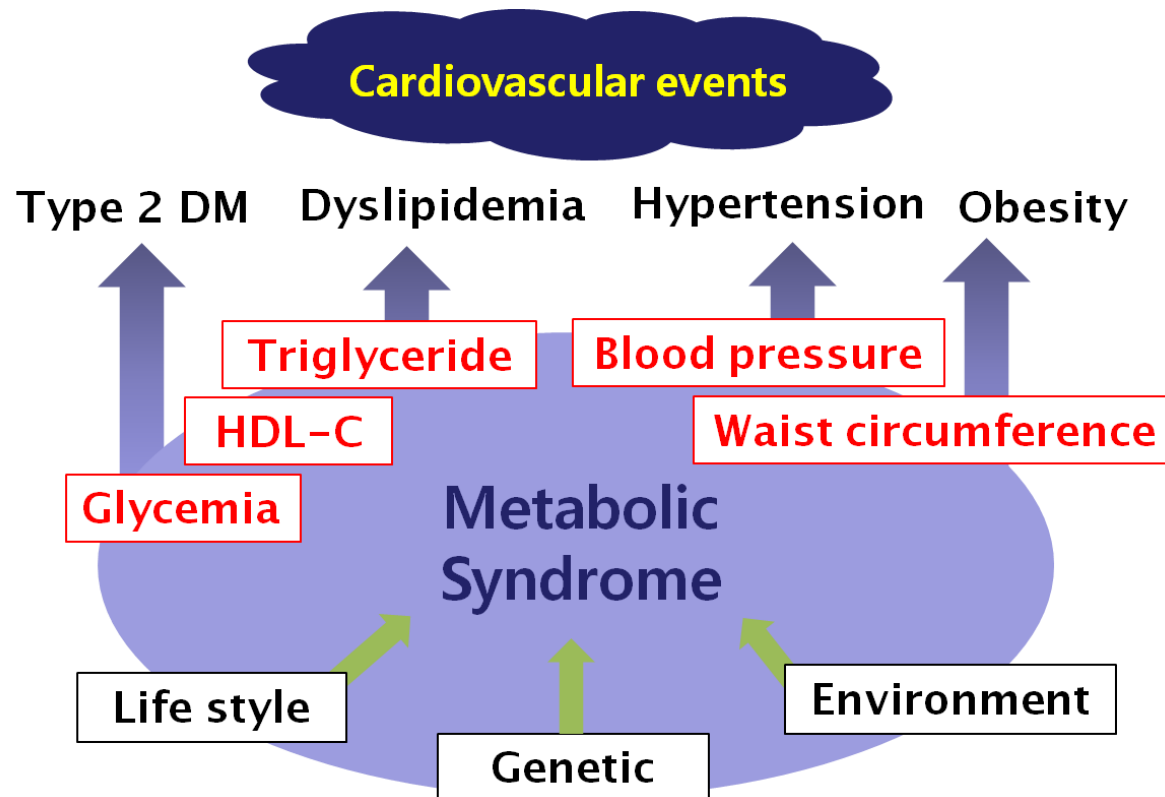 Cardiovascular events
Type 2 DM
Dyslipidemia
Hypertension
Obesity
Triglyceride
Blood pressure
HDL-C
Waist circumference
Glycemia
Metabolic
Syndrome
Life style
Environment
Genetic